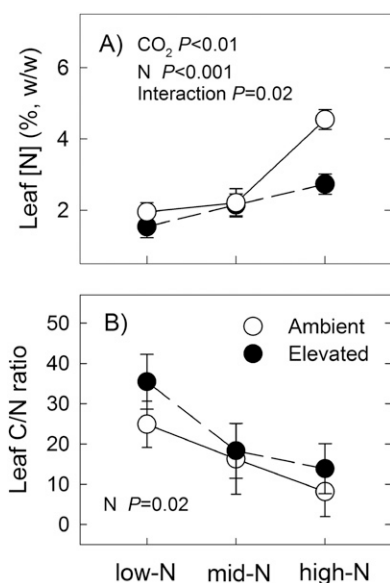 A)
CO2 P<0.01
N P<0.001
Interaction P=0.02
6
4
2
Leaf [N] (%, w/w)
B)
Ambient
Elevated
50
40
30
20
10
0
Leaf C/N ratio
N P=0.02
low-N mid-N high-N